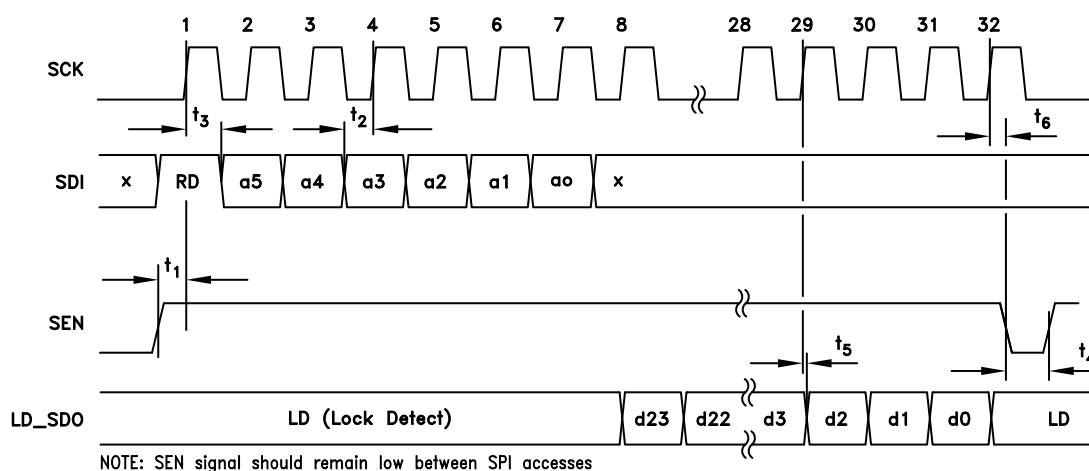 1 2 3 4 5 6 7 8 28 29 30 31 32
SCK
t3 t2 t6
SDI x RD a5 a4 a3 a2 a1 ao x
t1
SEN
t5 t4
LD_SDO LD (Lock Detect) d23 d22 d3 d2 d1 d0 LD
NOTE: SEN signal should remain low between SPI accesses